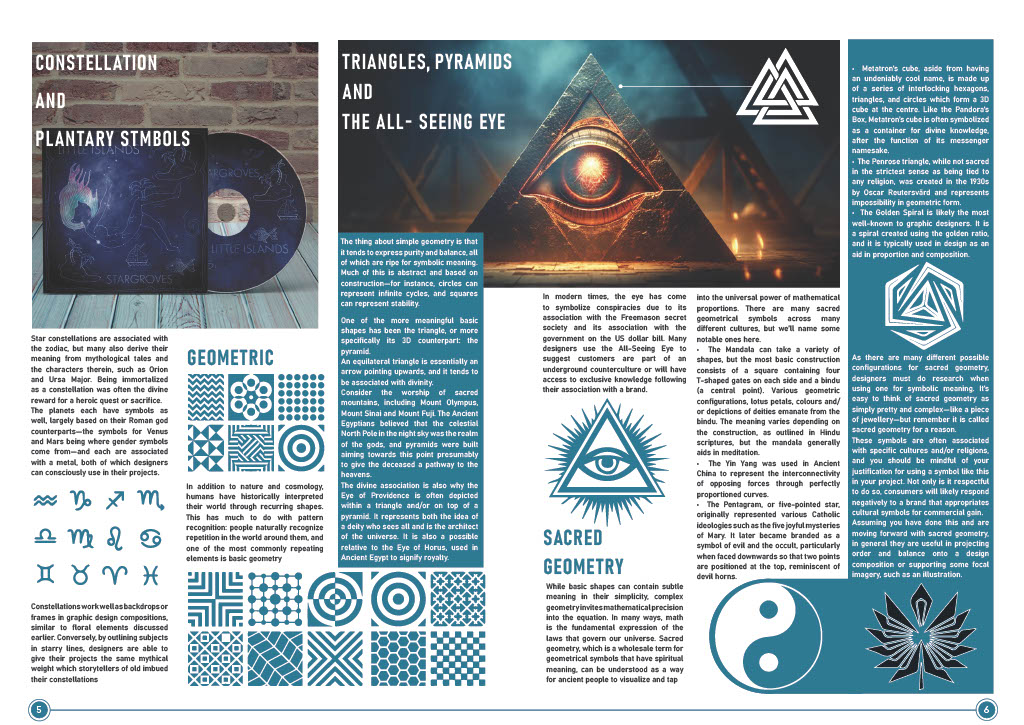 CONSTELLATION
AND
PLANTARY STMBOLS
LITTLE ISLANDS
STARGROVES
STARGROVES
LITTLE ISLANDS
Star constellations are associated with
the zodiac, but many also derive their
meaning from mythological tales and
the characters therein, such as Orion
and Ursa Major. Being immortalized
as a constellation was often the divine
reward for a heroic quest or sacrifice.
The planets each have symbols as
well, largely based on their Roman god
counterparts—the symbols for Venus
and Mars being where gender symbols
come from—and each are associated
with a metal, both of which designers
can consciously use in their projects.
Constellations work well as backdrops or
frames in graphic design compositions,
similar to floral elements discussed
earlier. Conversely, by outlining subjects
in starry lines, designers are able to
give their projects the same mythical
weight which storytellers of old imbued
their constellations
GEOMETRIC
In addition to nature and cosmology,
humans have historically interpreted
their world through recurring shapes.
This has much to do with pattern
recognition: people naturally recognize
repetition in the world around them, and
one of the most commonly repeating
elements is basic geometry
TRIANGLES, PYRAMIDS
AND
THE ALL- SEEING EYE
The thing about simple geometry is that
it tends to express purity and balance, all
of which are ripe for symbolic meaning.
Much of this is abstract and based on
construction—for instance, circles can
represent infinite cycles, and squares
can represent stability.
One of the more meaningful basic
shapes has been the triangle, or more
specifically its 3D counterpart: the
pyramid.
An equilateral triangle is essentially an
arrow pointing upwards, and it tends to
be associated with divinity.
Consider the worship of sacred
mountains, including Mount Olympus,
Mount Sinai and Mount Fuji. The Ancient
Egyptians believed that the celestial
North Pole in the night sky was the realm
of the gods, and pyramids were built
aiming towards this point presumably
to give the deceased a pathway to the
heavens.
The divine association is also why the
Eye of Providence is often depicted
within a triangle and/or on top of a
pyramid. It represents both the idea of
a deity who sees all and is the architect
of the universe. It is also a possible
relative to the Eye of Horus, used in
Ancient Egypt to signify royalty.
In modern times, the eye has come
to symbolize conspiracies due to its
association with the Freemason secret
society and its association with the
government on the US dollar bill. Many
designers use the All-Seeing Eye to
suggest customers are part of an
underground counterculture or will have
access to exclusive knowledge following
their association with a brand.
SACRED
GEOMETRY
While basic shapes can contain subtle
meaning in their simplicity, complex
geometry invites mathematical precision
into the equation. In many ways, math
is the fundamental expression of the
laws that govern our universe. Sacred
geometry, which is a wholesale term for
geometrical symbols that have spiritual
meaning, can be understood as a way
for ancient people to visualize and tap
into the universal power of mathematical
proportions. There are many sacred
geometrical symbols across many
different cultures, but we'll name some
notable ones here.
• The Mandala can take a variety of
shapes, but the most basic construction
consists of a square containing four
T-shaped gates on each side and a bindu
(a central point). Various geometric
configurations, lotus petals, colours and/
or depictions of deities emanate from the
bindu. The meaning varies depending on
the construction, as outlined in Hindu
scriptures, but the mandala generally
aids in meditation.
• The Yin Yang was used in Ancient
China to represent the interconnectivity
of opposing forces through perfectly
proportioned curves.
• The Pentagram, or five-pointed star,
originally represented various Catholic
ideologies such as the five joyful mysteries
of Mary. It later became branded as a
symbol of evil and the occult, particularly
when faced downwards so that two points
are positioned at the top, reminiscent of
devil horns.
• Metatron's cube, aside from having
an undeniably cool name, is made up
of a series of interlocking hexagons,
triangles, and circles which form a 3D
cube at the centre. Like the Pandora's
Box, Metatron's cube is often symbolized
as a container for divine knowledge,
after the function of its messenger
namesake.
• The Penrose triangle, while not sacred
in the strictest sense as being tied to
any religion, was created in the 1930s
by Oscar Reutersvärd and represents
impossibility in geometric form.
• The Golden Spiral is likely the most
well-known to graphic designers. It is
a spiral created using the golden ratio,
and it is typically used in design as an
aid in proportion and composition.
As there are many different possible
configurations for sacred geometry,
designers must do research when
using one for symbolic meaning. It's
easy to think of sacred geometry as
simply pretty and complex—like a piece
of jewellery—but remember it is called
sacred geometry for a reason.
These symbols are often associated
with specific cultures and/or religions,
and you should be mindful of your
justification for using a symbol like this
in your project. Not only is it respectful
to do so, consumers will likely respond
negatively to a brand that appropriates
cultural symbols for commercial gain.
Assuming you have done this and are
moving forward with sacred geometry,
in general they are useful in projecting
order and balance onto a design
composition or supporting some focal
imagery, such as an illustration.
5
6